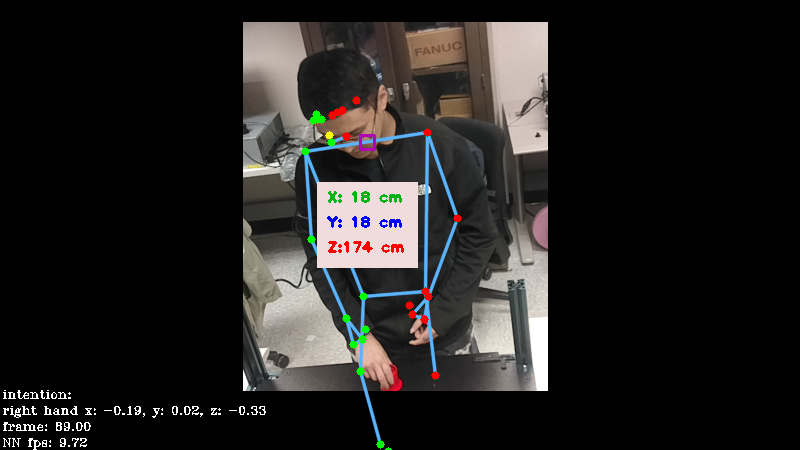 FANUC
X: 18 cm
Y: 18 cm
Z:174 cm
intention:
right hand x: -0.19, y: 0.02, z: -0.33
frame: 89.00
NN fps: 9.72